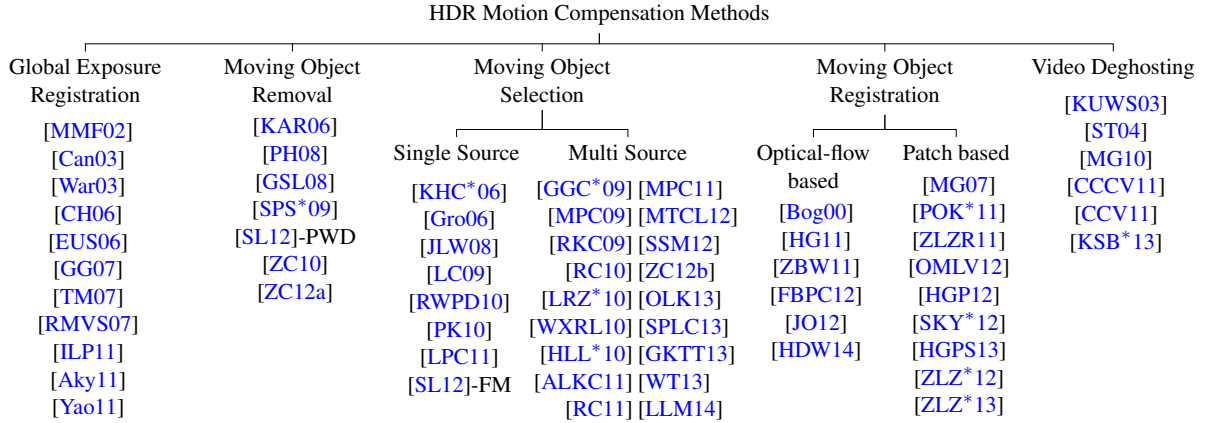 HDR Motion Compensation Methods
Global Exposure
Registration
[MMF02]
[Can03]
[War03]
[CH06]
[EUS06]
[GG07]
[TM07]
[RMVS07]
[ILP11]
[Aky11]
[Yao11]
Moving Object
Removal
[KAR06]
[PH08]
[GSL08]
[SPS*09]
[SL12]-PWD
[ZC10]
[ZC12a]
Moving Object
Selection
Single Source
[KHC*06]
[Gro06]
[JLW08]
[LC09]
[RWPD10]
[PK10]
[LPC11]
[SL12]-FM
Multi Source
[GGC*09] [MPC11]
[MPC09] [MTCL12]
[RKC09] [SSM12]
[RC10] [ZC12b]
[LRZ*10] [OLK13]
[WXRL10] [SPLC13]
[HLL*10] [GKTT13]
[ALKC11] [WT13]
[RC11] [LLM14]
Moving Object
Registration
Optical-flow
based
[Bog00]
[HG11]
[ZBW11]
[FBPC12]
[JO12]
[HDW14]
Patch based
[MG07]
[POK*11]
[ZLZR11]
[OMLV12]
[HGP12]
[SKY*12]
[HGPS13]
[ZLZ*12]
[ZLZ*13]
Video Deghosting
[KUWS03]
[ST04]
[MG10]
[CCCV11]
[CCV11]
[KSB*13]